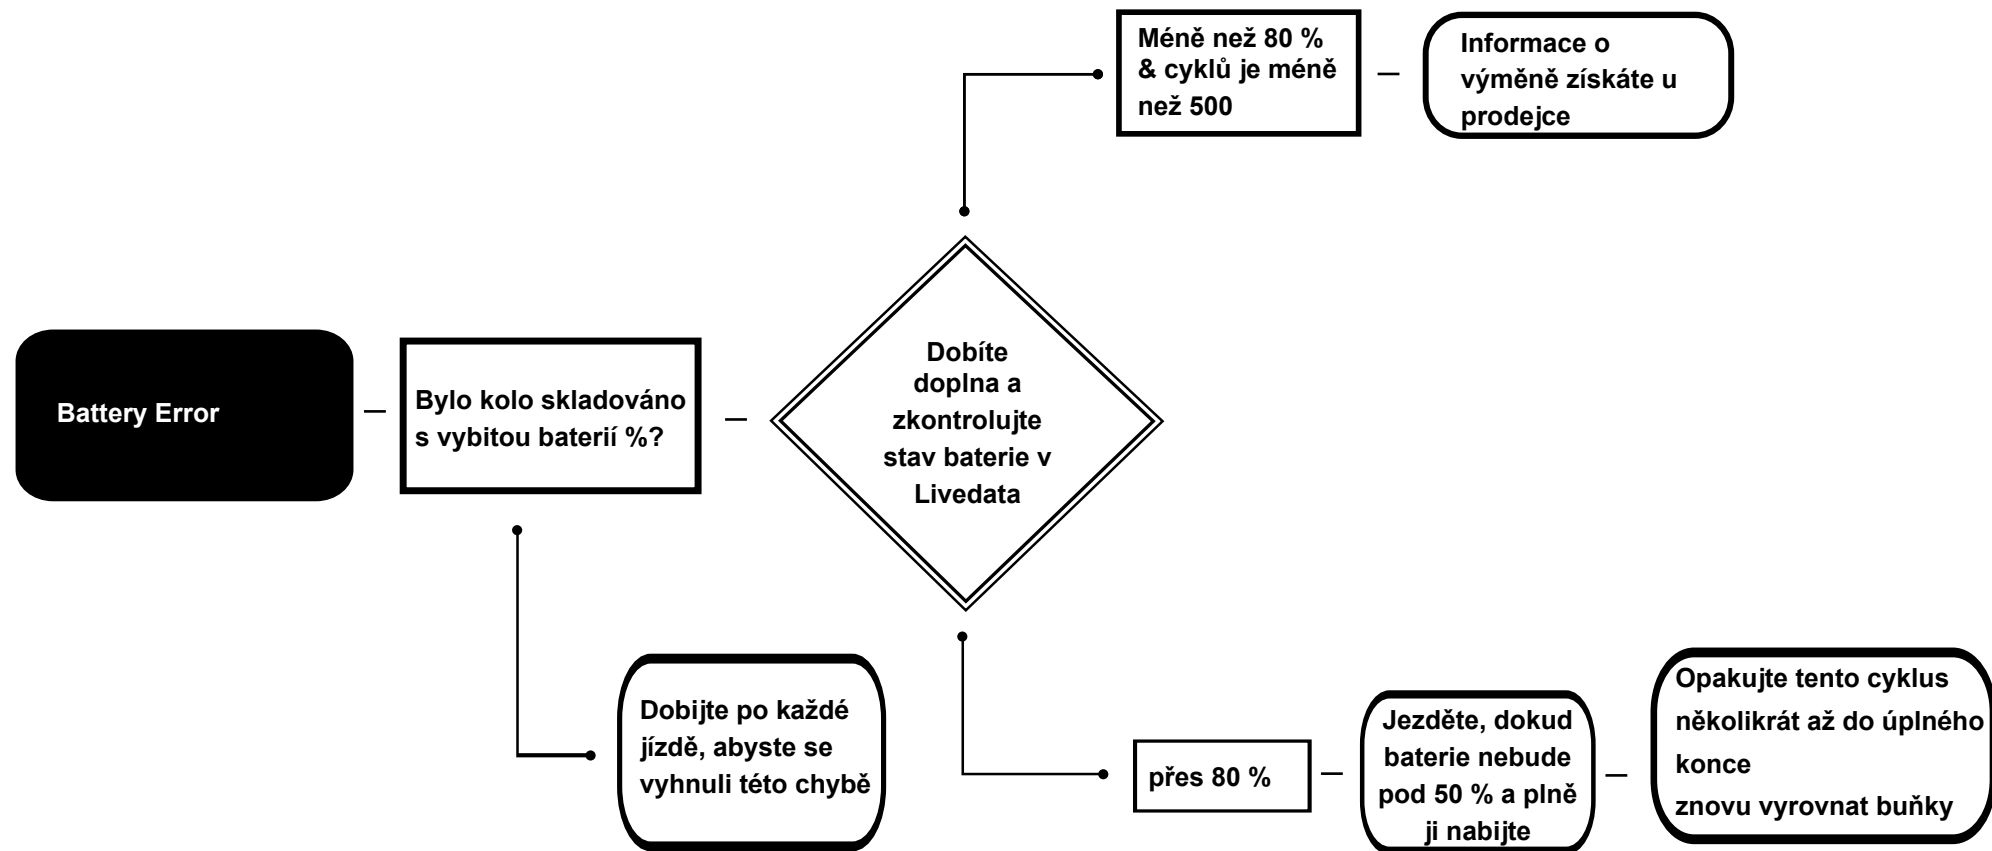 Méně než 80 %
& cyklů je méně
než 500
Informace o
výměně získáte u
prodejce
Battery Error
Bylo kolo skladováno
s vybitou baterií %?
Dobíte
doplna a
zkontrolujte
stav baterie v
Livedata
Dobijte po každé
jízdě, abyste se
vyhnuli této chybě
přes 80 %
Jezděte, dokud
baterie nebude
pod 50 % a plně
ji nabijte
Opakujte tento cyklus
několikrát až do úplného
konce
znovu vyrovnat buňky